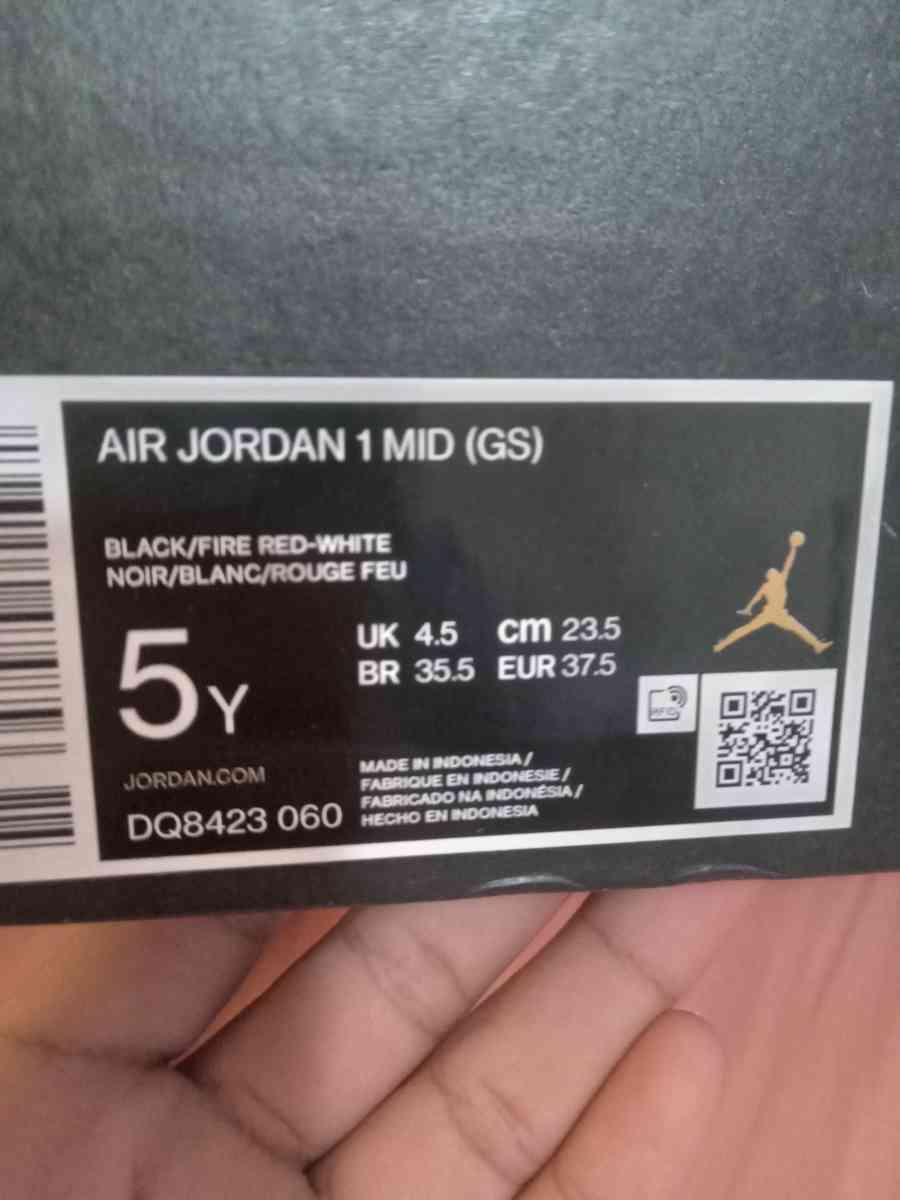 AIR JORDAN 1 MID (GS)
BLACK/FIRE RED-WHITE
NOIR/BLANC/ROUGE FEU
5Y
UK 4.5 cm 23.5
BR 35.5 EUR 37.5
RFID
JORDAN.COM
DQ8423 060
MADE IN INDONESIA /
FABRIQUE EN INDONESIE /
FABRICADO NA INDONÉSIA /
HECHO EN INDONESIA